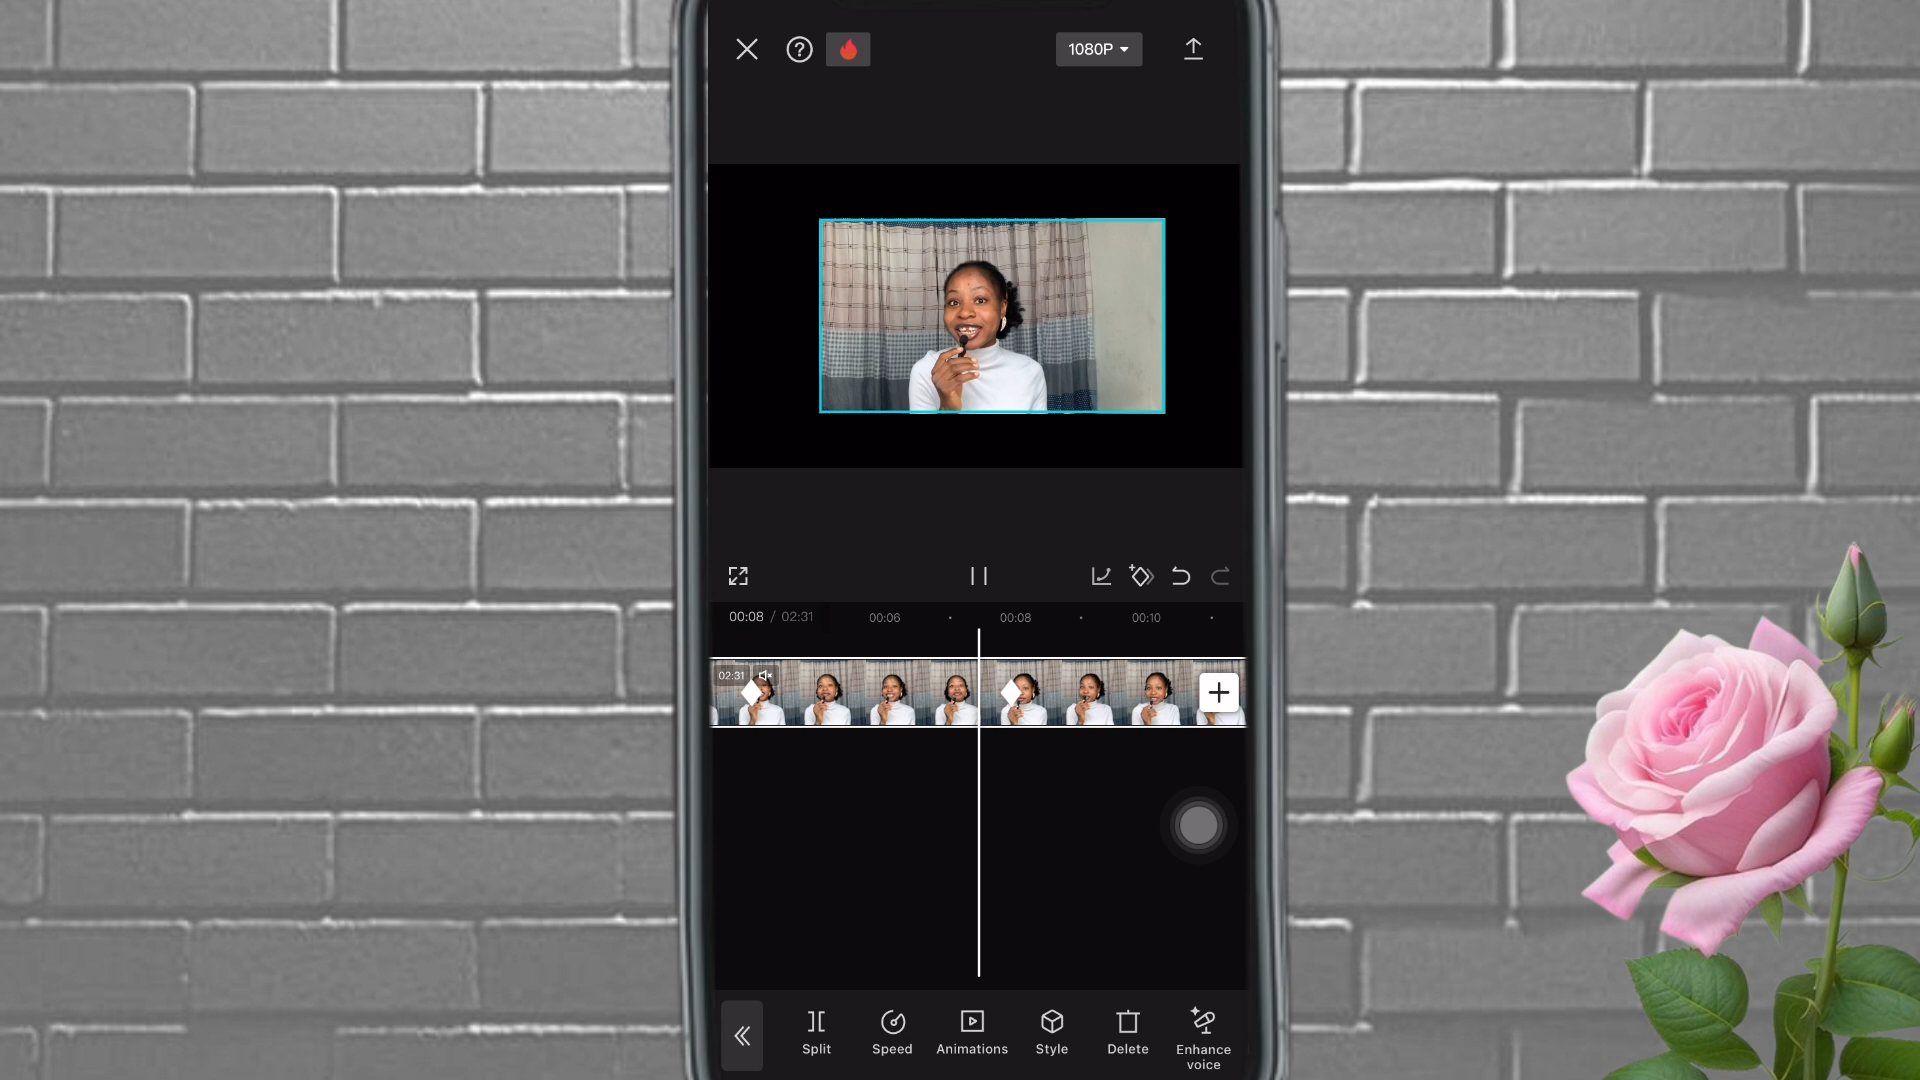 1080P
00:08 / 02:31
00:06
00:08
00:10
02:31
Split
Speed
Animations
Style
Delete
Enhance
voice